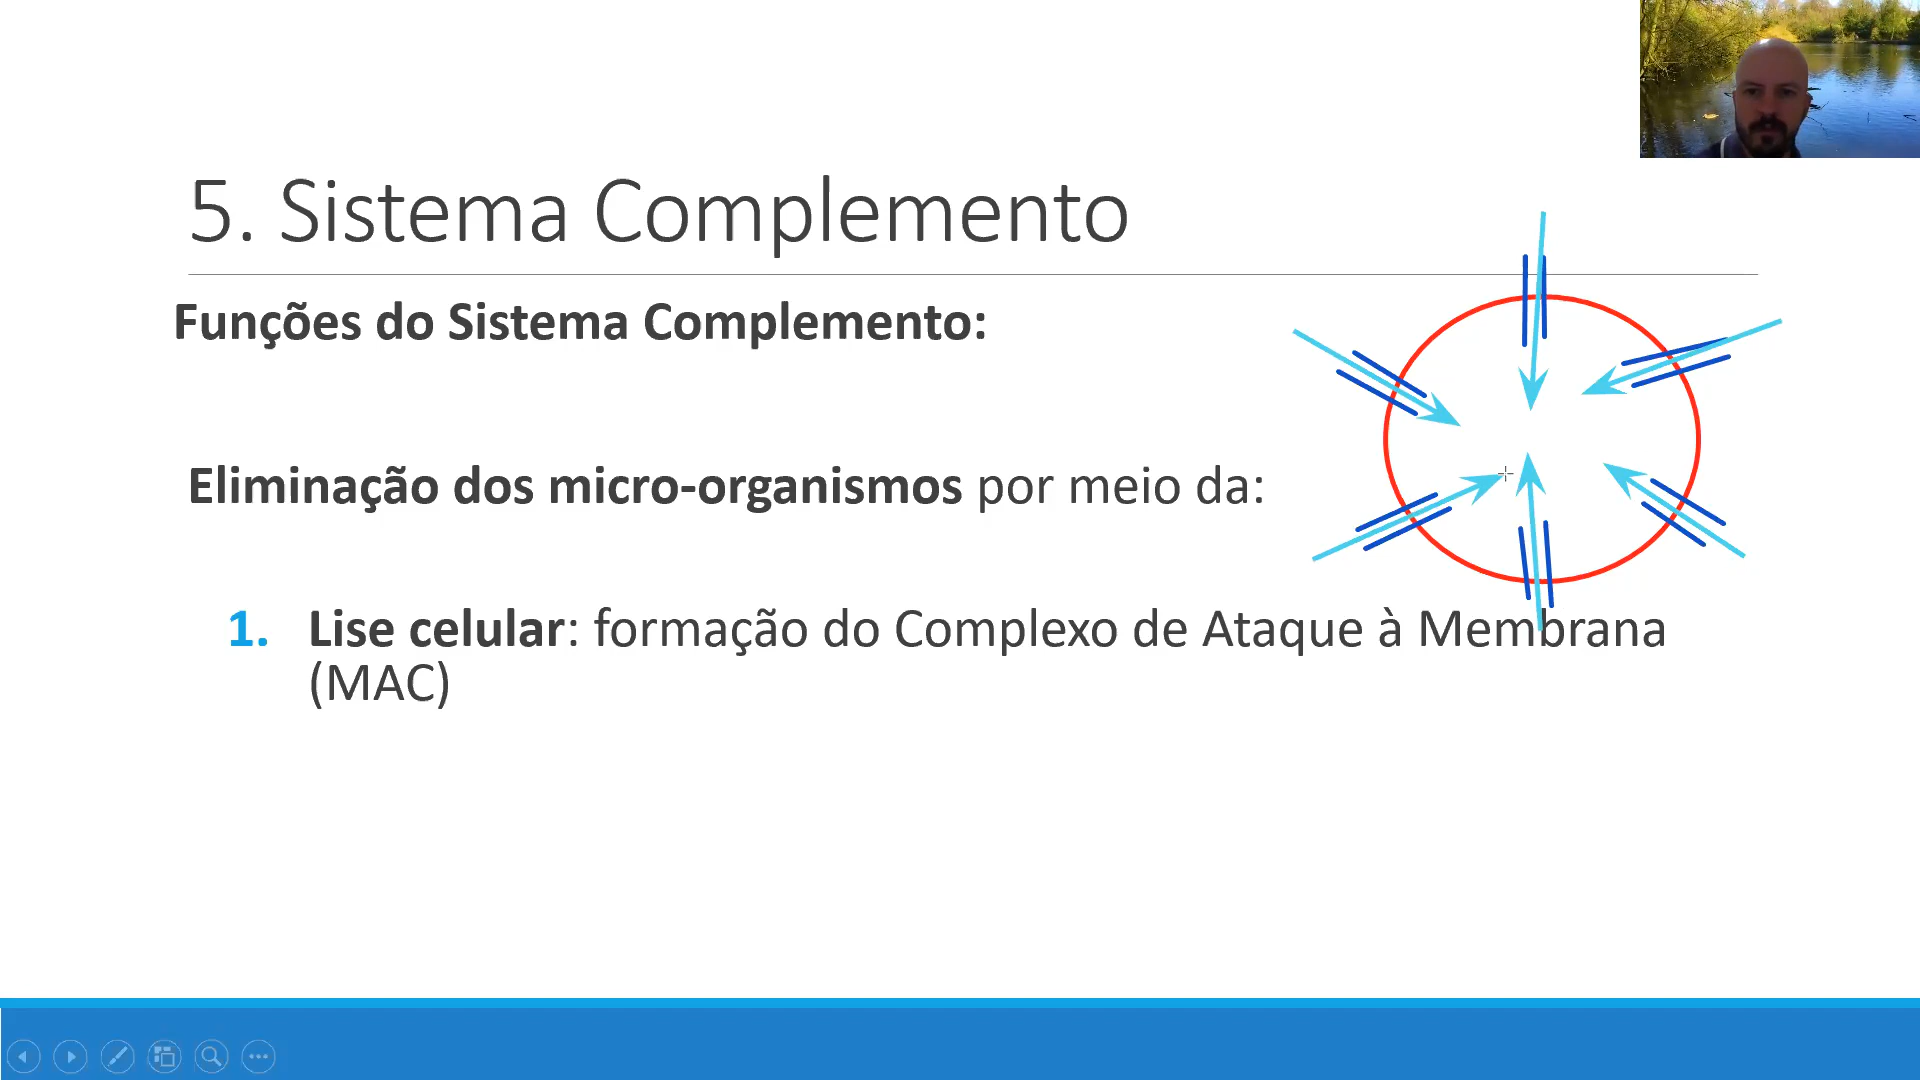 5. Sistema Complemento
Funções do Sistema Complemento:
Eliminação dos micro-organismos por meio da:
1. Lise celular: formação do Complexo de Ataque à Membrana
(MAC)